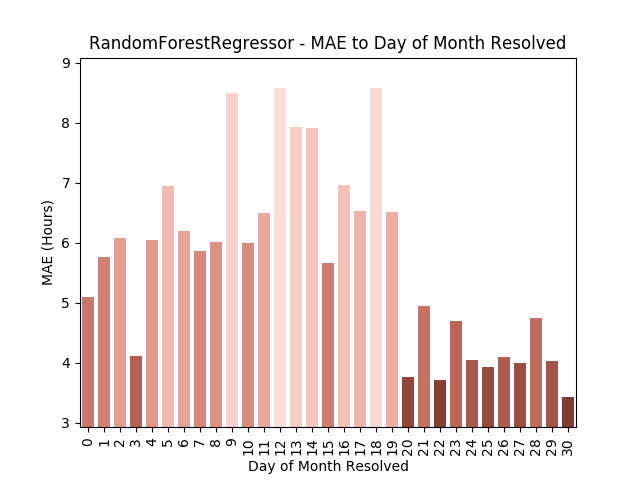 RandomForestRegressor - MAE to Day of Month Resolved
9
8
7
6
5
4
3
MAE (Hours)
0 1 2 3 4 5 6 7 8 9 10 11 12 13 14 15 16 17 18 19 20 21 22 23 24 25 26 27 28 29 30
Day of Month Resolved